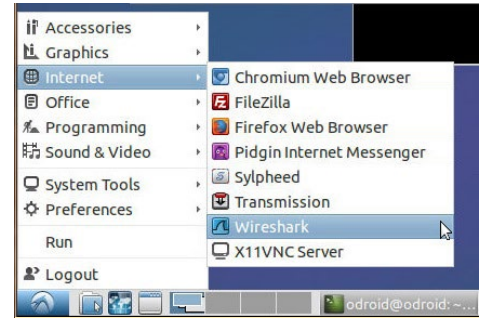 Accessories
Graphics
Internet
Office
Programming
Sound & Video
System Tools
Preferences
Run
Logout
Chromium Web Browser
FileZilla
Firefox Web Browser
Pidgin Internet Messenger
Sylpheed
Transmission
Wireshark
X11VNC Server
odroid@odroid: ~...